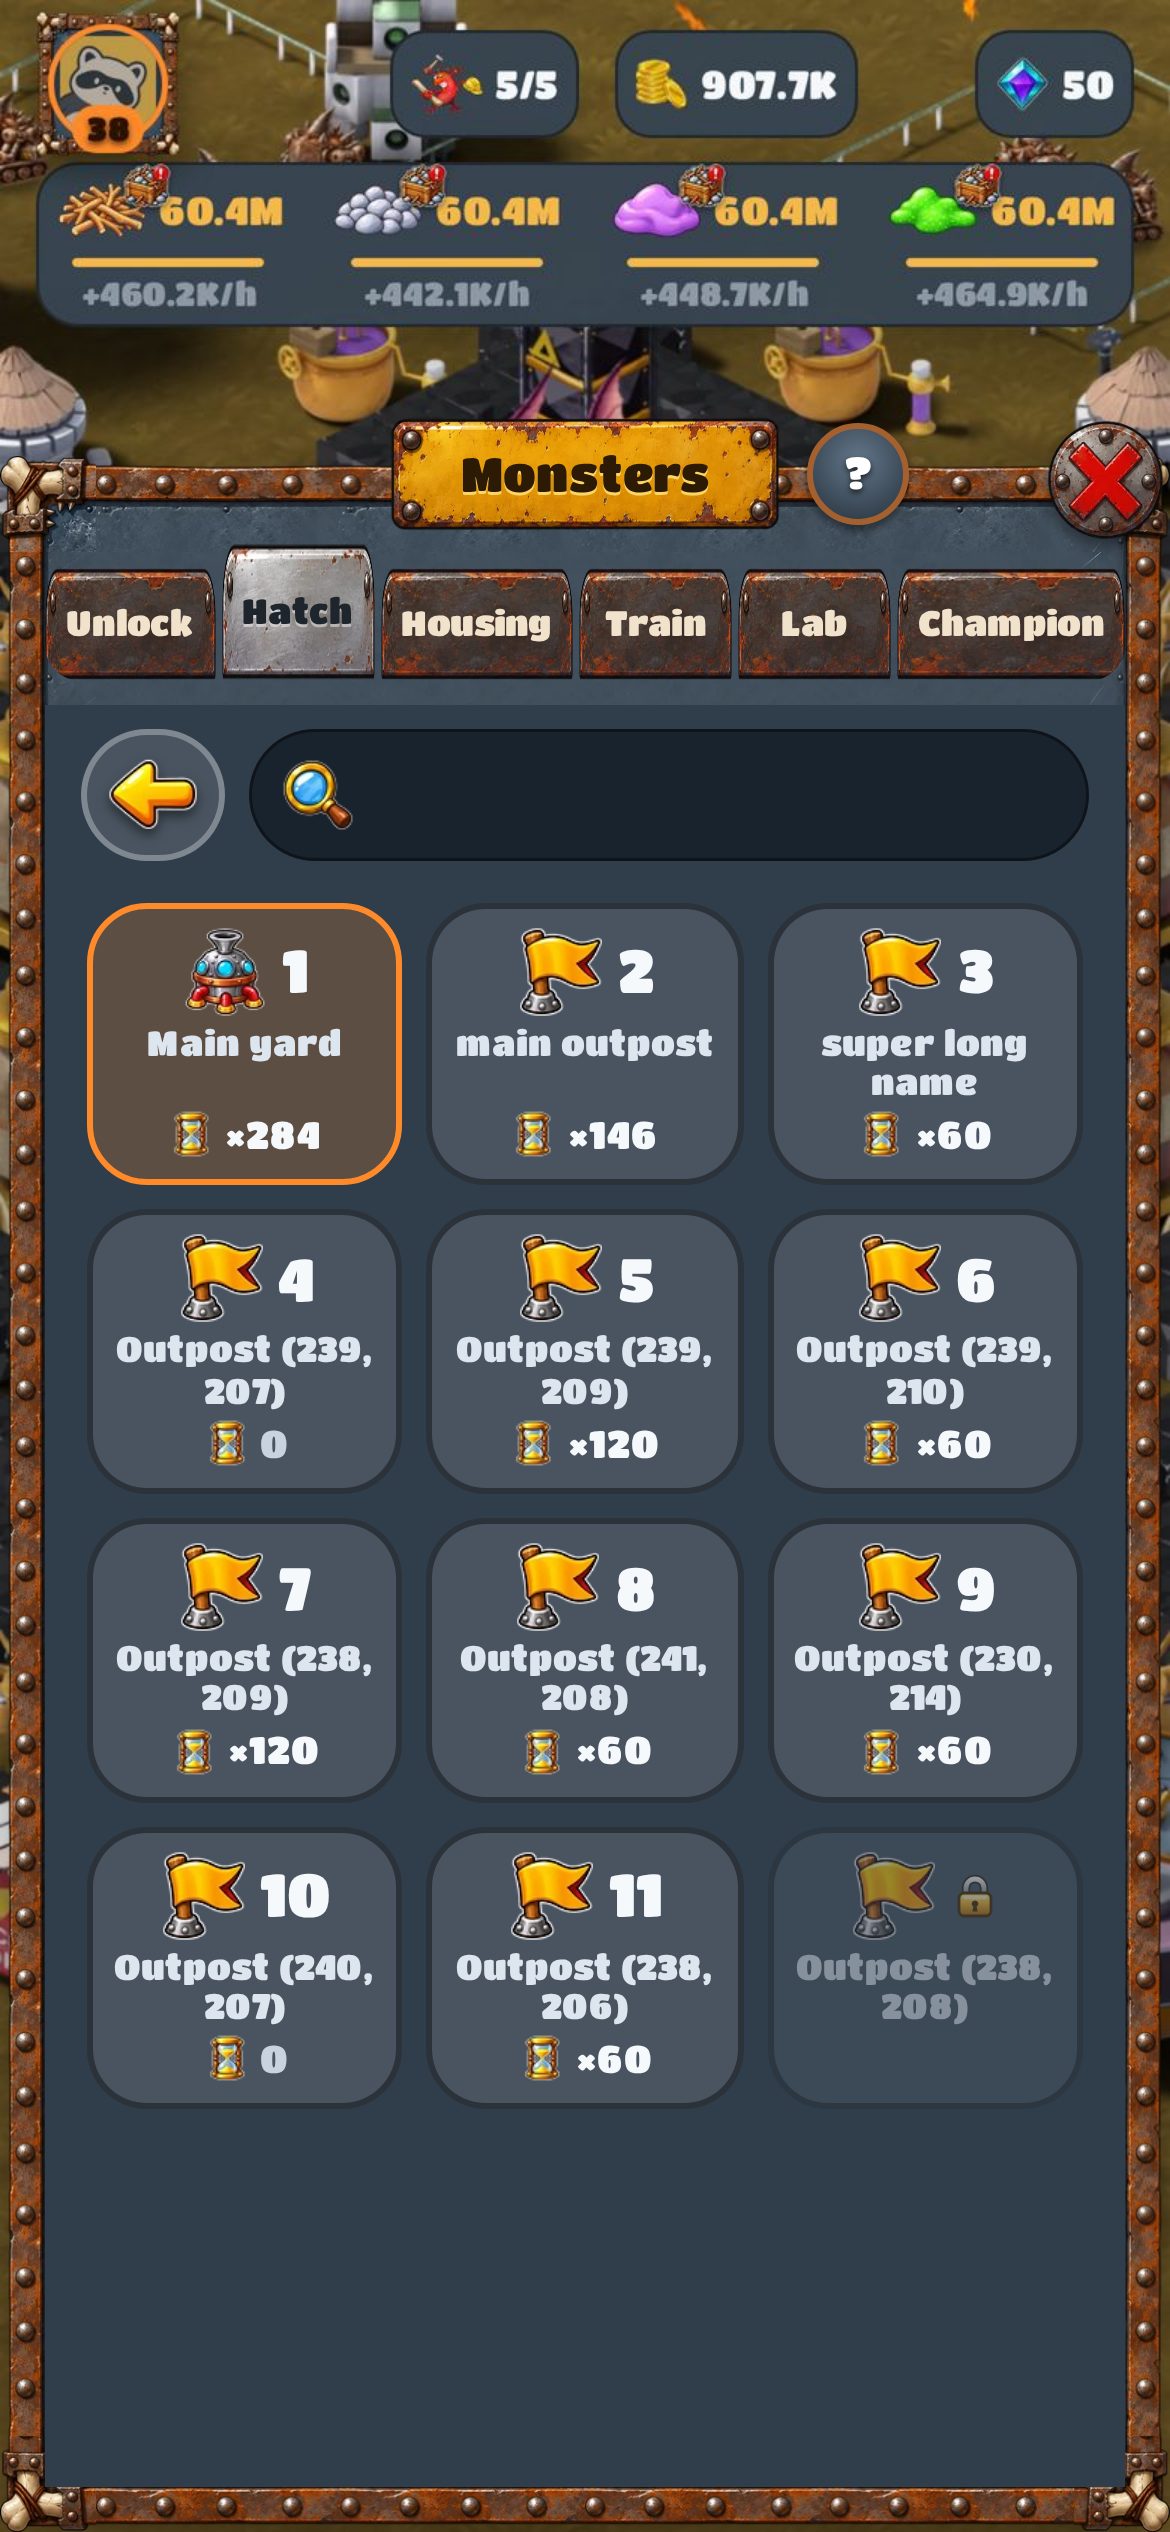 38
5/5
907.7K
50
60.4M
60.4M
60.4M
60.4M
+460.2K/h
+442.1K/h
+448.7K/h
+464.9K/h
Monsters
?
Unlock
Hatch
Housing
Train
Lab
Champion
1
Main yard
×284
2
main outpost
×146
3
super long
name
×60
4
Outpost (239,
207)
0
5
Outpost (239,
209)
×120
6
Outpost (239,
210)
×60
7
Outpost (238,
209)
×120
8
Outpost (241,
208)
×60
9
Outpost (230,
214)
×60
10
Outpost (240,
207)
0
11
Outpost (238,
206)
×60
Outpost (238,
208)